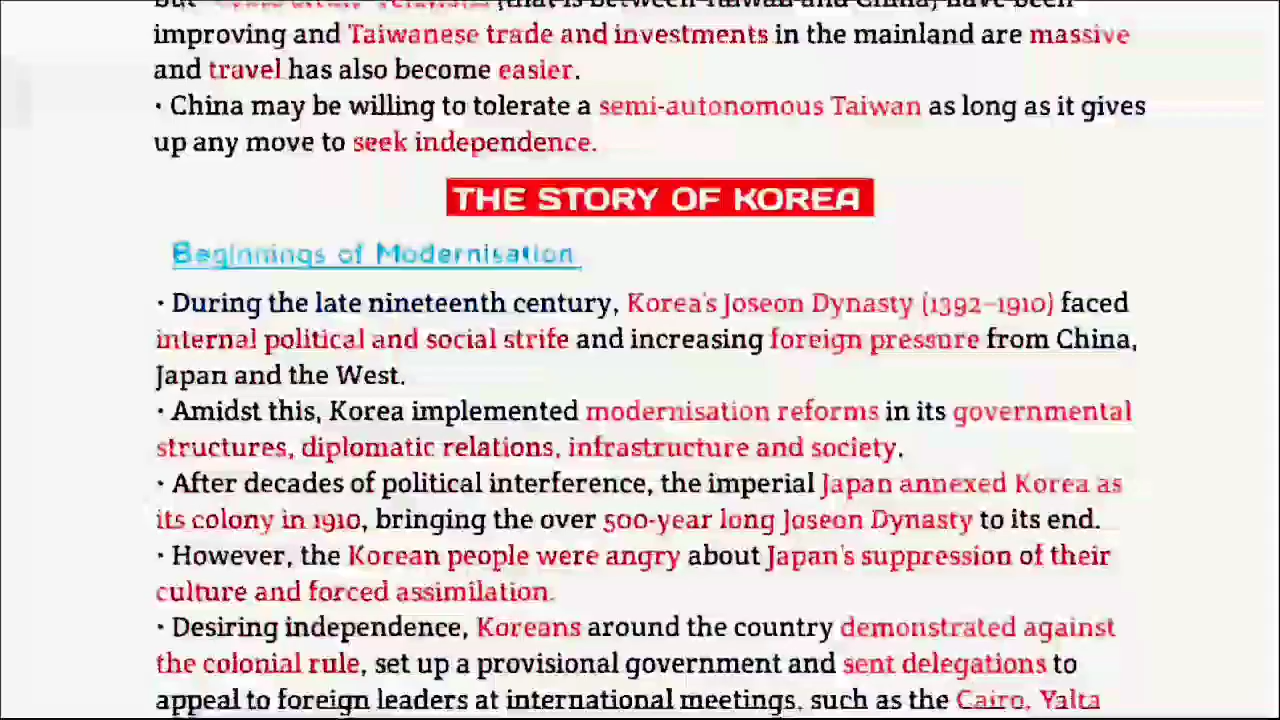 improving and Taiwanese trade and investments in the mainland are massive
and travel has also become easier.
· China may be willing to tolerate a semi-autonomous Taiwan as long as it gives
up any move to seek independence.
THE STORY OF KOREA
Beginnings of Modernisation
· During the late nineteenth century, Korea's Joseon Dynasty (1392–1910) faced
internal political and social strife and increasing foreign pressure from China,
Japan and the West.
· Amidst this, Korea implemented modernisation reforms in its governmental
structures, diplomatic relations, infrastructure and society.
· After decades of political interference, the imperial Japan annexed Korea as
its colony in 1910, bringing the over 500-year long Joseon Dynasty to its end.
· However, the Korean people were angry about Japan's suppression of their
culture and forced assimilation.
· Desiring independence, Koreans around the country demonstrated against
the colonial rule, set up a provisional government and sent delegations to
appeal to foreign leaders at international meetings, such as the Cairo, Yalta